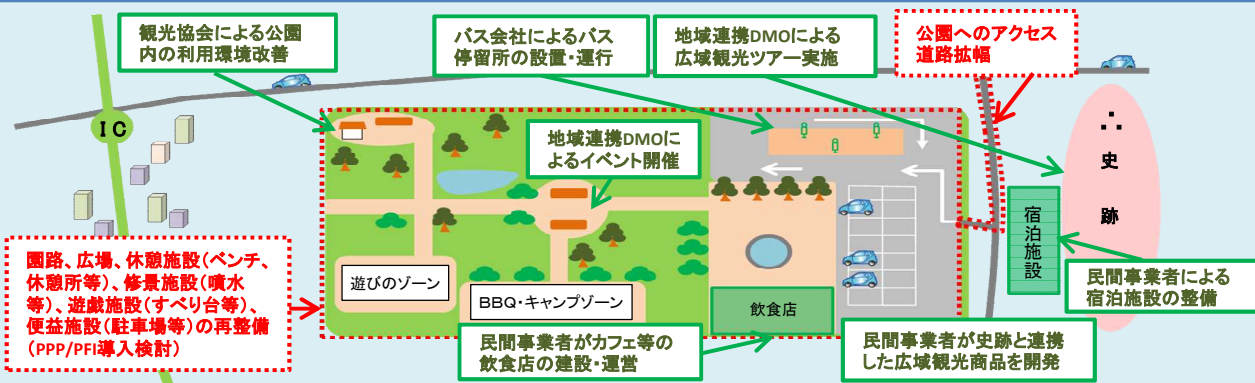 観光協会による公園
内の利用環境改善
バス会社によるバス
停留所の設置・運行
地域連携DMOによる
広域観光ツアー実施
公園へのアクセス
道路拡幅
ＩＣ
地域連携DMOに
よるイベント開催
史
跡
宿泊施設
園路、広場、休憩施設(ベンチ、
休憩所等)、修景施設(噴水
等)、遊戯施設(すべり台等)、
便益施設(駐車場等)の再整備
(PPP/PFI導入検討)
遊びのゾーン
BBQ・キャンプゾーン
飲食店
民間事業者による
宿泊施設の整備
民間事業者がカフェ等の
飲食店の建設・運営
民間事業者が史跡と連携
した広域観光商品を開発